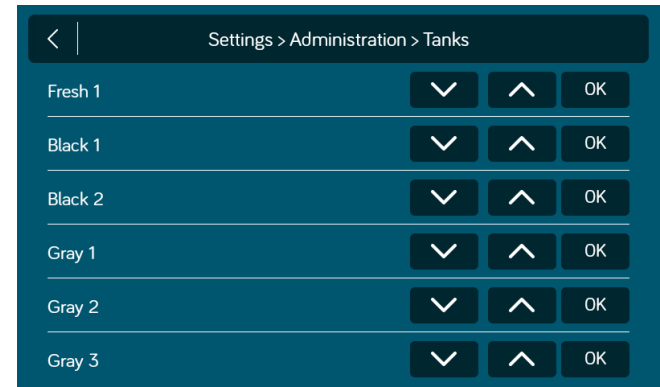 Settings > Administration > Tanks
Fresh 1 OK
Black 1 OK
Black 2 OK
Gray 1 OK
Gray 2 OK
Gray 3 OK